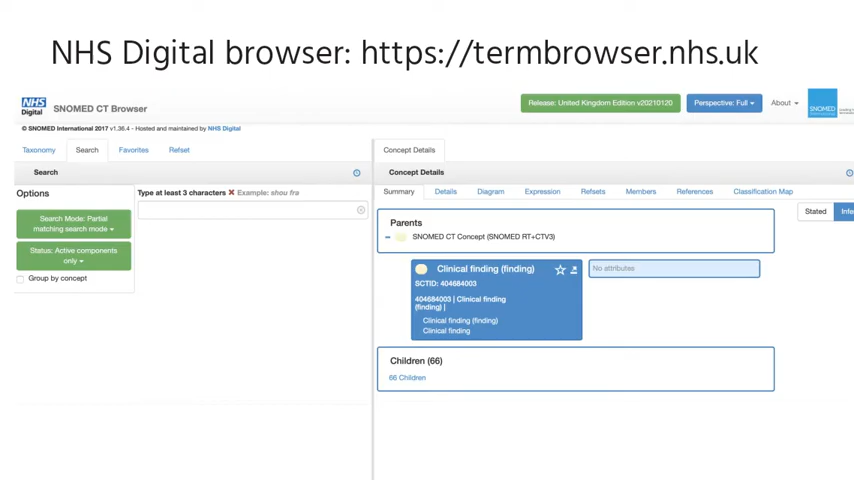 NHS Digital browser: https://termbrowser.nhs.uk
NHS
Digital
SNOMED CT Browser
Release: United Kingdom Edition v20210120
Perspective: Full
About
SNOMED
© SNOMED International 2017 v1.36.4 - Hosted and maintained by NHS Digital
Taxonomy
Search
Favorites
Refset
Search
Options
Search Mode: Partial
matching search mode
Status: Active components
only
Group by concept
Type at least 3 characters ✘ Example: shou fra
Concept Details
Concept Details
Summary
Details
Diagram
Expression
Refsets
Members
References
Classification Map
Stated
Infe
Parents
SNOMED CT Concept (SNOMED RT+CTV3)
Clinical finding (finding)
SCTID: 404684003
404684003 | Clinical finding
(finding) |
Clinical finding (finding)
Clinical finding
No attributes
Children (66)
66 Children